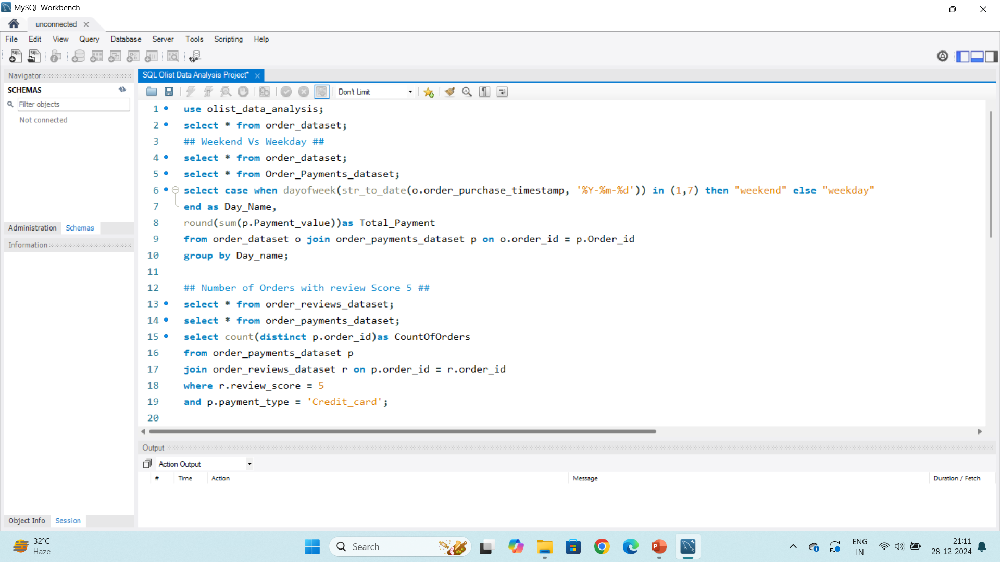 MySQL Workbench
unconnected
File Edit View Query Database Server Tools Scripting Help
SQL SQL
Navigator
SQL Olist Data Analysis Project*
SCHEMAS
Don't Limit
Filter objects
Not connected
1 use olist_data_analysis;
2 select * from order_dataset;
3 ## Weekend Vs Weekday ##
4 select * from order_dataset;
5 select * from Order_Payments_dataset;
6 select case when dayofweek(str_to_date(o.order_purchase_timestamp, '%Y-%m-%d')) in (1,7) then "weekend" else "weekday"
7 end as Day_Name,
8 round(sum(p.Payment_value))as Total_Payment
9 from order_dataset o join order_payments_dataset p on o.order_id = p.Order_id
10 group by Day_name;
11
12 ## Number of Orders with review Score 5 ##
13 select * from order_reviews_dataset;
14 select * from order_payments_dataset;
15 select count(distinct p.order_id)as CountOfOrders
16 from order_payments_dataset p
17 join order_reviews_dataset r on p.order_id = r.order_id
18 where r.review_score = 5
19 and p.payment_type = 'Credit_card';
20
Administration Schemas
Information
Output
Action Output
# Time Action Message Duration / Fetch
Object Info Session
32°C
Haze
Search
ENG
IN
21:11
28-12-2024